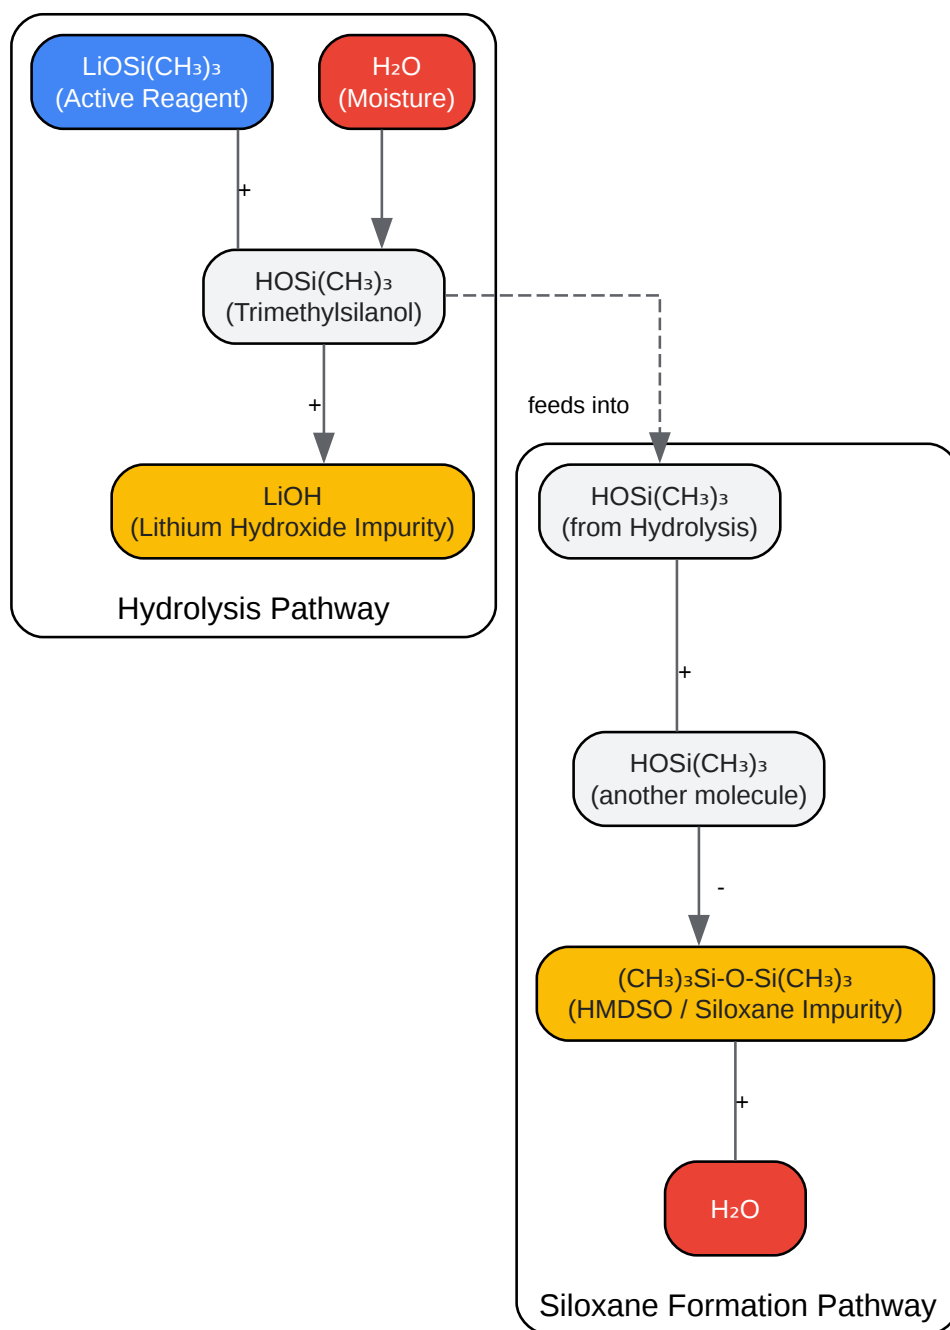 LiOSi(CH₃)₃
(Active Reagent)
H₂O
(Moisture)
+
HOSi(CH₃)₃
(Trimethylsilanol)
+
feeds into
LiOH
(Lithium Hydroxide Impurity)
Hydrolysis Pathway
HOSi(CH₃)₃
(from Hydrolysis)
+
HOSi(CH₃)₃
(another molecule)
-
(CH₃)₃Si-O-Si(CH₃)₃
(HMDSO / Siloxane Impurity)
+
H₂O
Siloxane Formation Pathway